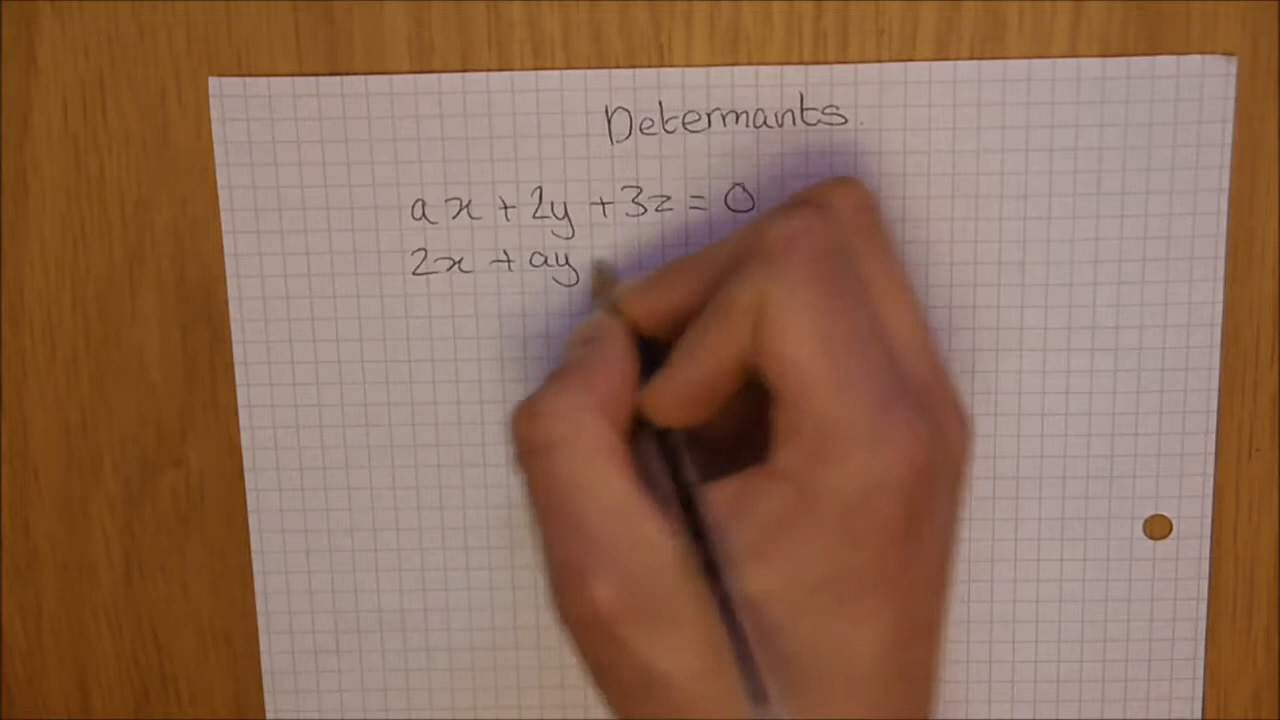 Determants.
ax + 2y + 3z = 0
2x + ay